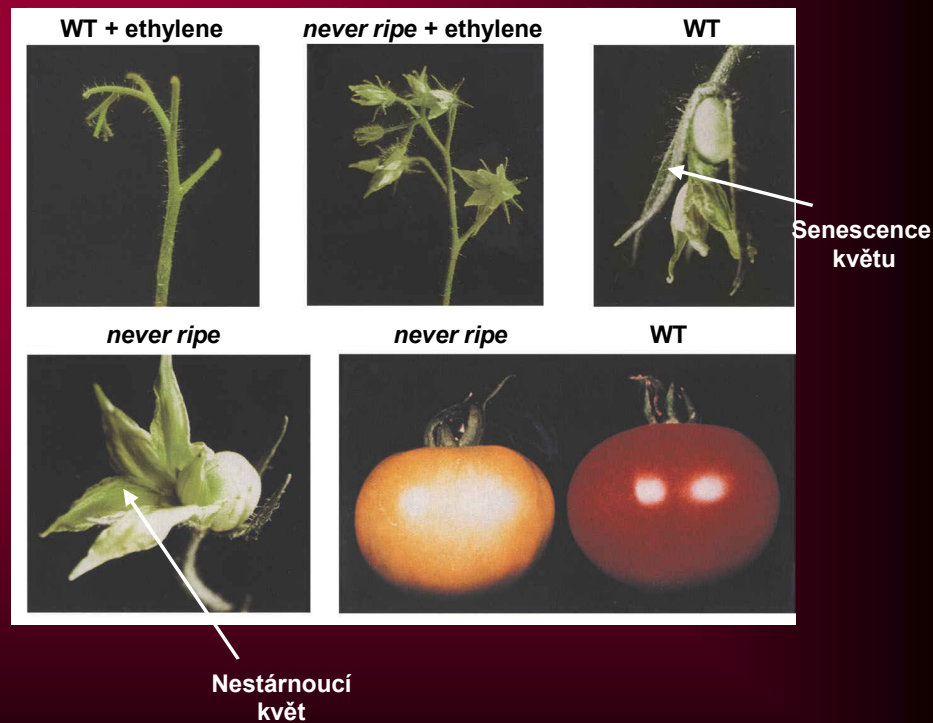 WT + ethylene
never ripe + ethylene
WT
Senescence
květu
never ripe
never ripe
WT
Nestárnoucí
květ